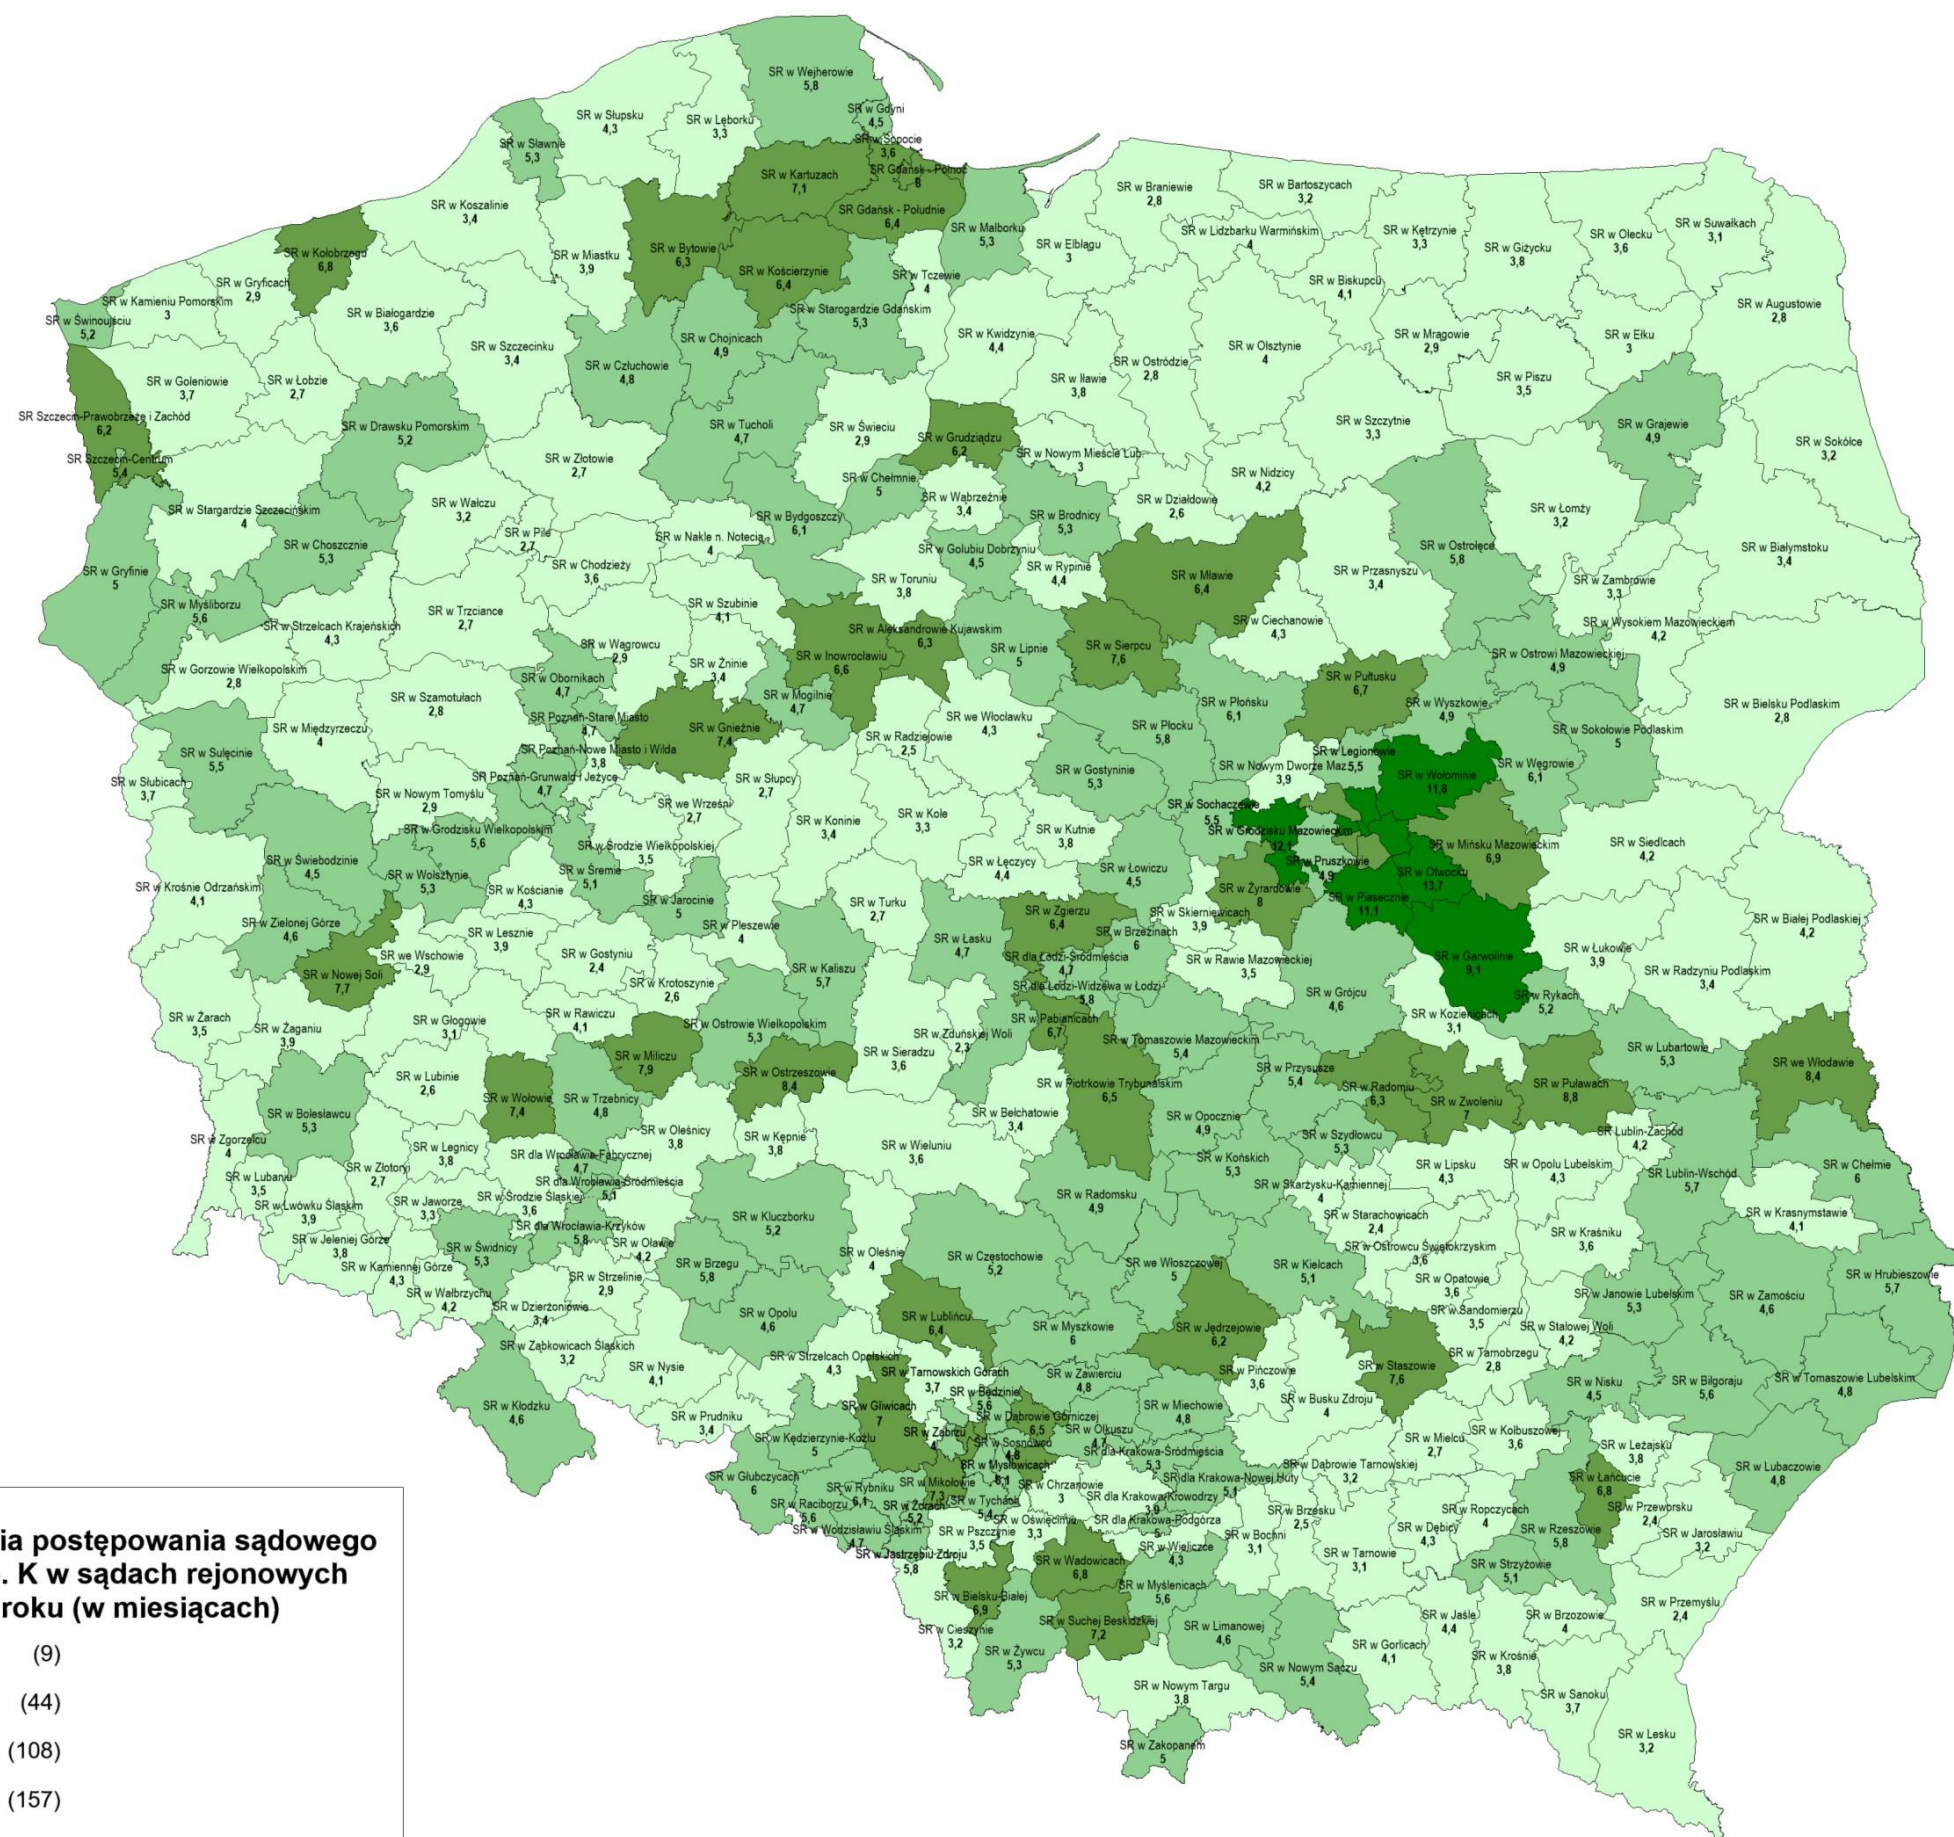 SR w Wejherowie
5,8
SR w Gdyni
4,5
SR w Słupsku
4,3
SR w Lęborku
3,3
SR w Sopocie
3,6
SR w Sławnie
5,3
SR w Kartuzach
7,1
SR Gdańsk - Północ
8
SR w Koszalinie
3,4
SR Gdańsk - Południe
6,4
SR w Braniewie
2,8
SR w Bartoszycach
3,2
SR w Malborku
5,3
SR w Lidzbarku Warmińskim
4
SR w Kętrzynie
3,3
SR w Giżycku
3,8
SR w Olecku
3,6
SR w Suwałkach
3,1
SR w Elblągu
3
SR w Kołobrzegu
6,8
SR w Miastku
3,9
SR w Bytowie
6,3
SR w Kościerzynie
6,4
SR w Tczewie
4
SR w Biskupcu
4,1
SR w Gryficach
2,9
SR w Kamieniu Pomorskim
3
SR w Świnoujściu
5,2
SR w Białogardzie
3,6
SR w Starogardzie Gdańskim
5,3
SR w Augustowie
2,8
SR w Szczecinku
3,4
SR w Chojnicach
4,9
SR w Kwidzynie
4,4
SR w Olsztynie
4
SR w Mrągowie
2,9
SR w Ełku
3
SR w Człuchowie
4,8
SR w Ostródzie
2,8
SR w Goleniowie
3,7
SR w Łobzie
2,7
SR w Iławie
3,8
SR w Piszu
3,5
SR Szczecin-Prawobrzeże i Zachód
6,2
SR w Drawsku Pomorskim
5,2
SR w Tucholi
4,7
SR w Świeciu
2,9
SR w Grudziądzu
6,2
SR w Szczytnie
3,3
SR w Grajewie
4,9
SR w Sokółce
3,2
SR Szczecin-Centrum
5,4
SR w Złotowie
2,7
SR w Nowym Mieście Lub.
3
SR w Nidzicy
4,2
SR w Chełmnie
5
SR w Wąbrzeźnie
3,4
SR w Działdowie
2,6
SR w Wałczu
3,2
SR w Stargardzie Szczecińskim
4
SR w Bydgoszczy
6,1
SR w Brodnicy
5,3
SR w Łomży
3,2
SR w Pile
2,7
SR w Nakle n. Notecią
4
SR w Choszcznie
5,3
SR w Golubiu Dobrzyniu
4,5
SR w Ostrołęce
5,8
SR w Białymstoku
3,4
SR w Gryfinie
5
SR w Chodzieży
3,6
SR w Toruniu
3,8
SR w Rypinie
4,4
SR w Mławie
6,4
SR w Przasnyszu
3,4
SR w Zambrowie
3,3
SR w Myśliborzu
5,6
SR w Trzciance
2,7
SR w Szubinie
4,1
SR w Strzelcach Krajeńskich
4,3
SR w Aleksandrowie Kujawskim
6,3
SR w Ciechanowie
4,3
SR w Wysokiem Mazowieckiem
4,2
SR w Wągrowcu
2,9
SR w Lipnie
5
SR w Sierpcu
7,6
SR w Inowrocławiu
6,6
SR w Ostrowi Mazowieckiej
4,9
SR w Gorzowie Wielkopolskim
2,8
SR w Żninie
3,4
SR w Obornikach
4,7
SR w Pułtusku
6,7
SR w Szamotułach
2,8
SR w Mogilnie
4,7
SR w Płońsku
6,1
SR w Wyszkowie
4,9
SR w Bielsku Podlaskim
2,8
SR Poznań-Stare Miasto
4,7
SR we Włocławku
4,3
SR w Międzyrzeczu
4
SR w Gnieźnie
7,4
SR w Płocku
5,8
SR w Sokołowie Podlaskim
5
SR w Radziejowie
2,5
SR Poznań-Nowe Miasto i Wilda
3,8
SR w Sulęcinie
5,5
SR w Legionowie
5,5
SR w Nowym Dworze Maz
3,9
SR w Węgrowie
6,1
SR w Gostyninie
5,3
SR w Wołominie
11,8
SR Poznań-Grunwald i Jeżyce
4,7
SR w Słupcy
2,7
SR w Słubicach
3,7
SR w Nowym Tomyślu
2,9
SR we Wrześni
2,7
SR w Sochaczewie
5,5
SR w Koninie
3,4
SR w Kole
3,3
SR w Kutnie
3,8
SR w Grodzisku Wielkopolskim
5,6
SR w Grodzisku Mazowieckim
12,1
SR w Mińsku Mazowieckim
6,9
SR w Siedlcach
4,2
SR w Środzie Wielkopolskiej
3,5
SR w Świebodzinie
4,5
SR w Pruszkowie
4,9
SR w Łęczycy
4,4
SR w Łowiczu
4,5
SR w Śremie
5,1
SR w Wolsztynie
5,3
SR w Otwocku
13,7
SR w Krośnie Odrzańskim
4,1
SR w Kościanie
4,3
SR w Żyrardowie
8
SR w Piasecznie
11,1
SR w Jarocinie
5
SR w Turku
2,7
SR w Zgierzu
6,4
SR w Skierniewicach
3,9
SR w Białej Podlaskiej
4,2
SR w Zielonej Górze
4,6
SR w Pleszewie
4
SR w Lesznie
3,9
SR w Brzezinach
6
SR w Łasku
4,7
SR w Łukowie
3,9
SR w Gostyniu
2,4
SR we Wschowie
2,9
SR dla Łodzi-Śródmieścia
4,7
SR w Rawie Mazowieckiej
3,5
SR w Garwolinie
9,1
SR w Nowej Soli
7,7
SR w Kaliszu
5,7
SR w Radzyniu Podlaskim
3,4
SR w Krotoszynie
2,6
SR dla Łodzi-Widzewa w Łodzi
5,8
SR w Grójcu
4,6
SR w Rykach
5,2
SR w Żarach
3,5
SR w Rawiczu
4,1
SR w Kozienicach
3,1
SR w Głogowie
3,1
SR w Pabianicach
6,7
SR w Żaganiu
3,9
SR w Ostrowie Wielkopolskim
5,3
SR w Zduńskiej Woli
2,3
SR w Tomaszowie Mazowieckim
5,4
SR w Lubartowie
5,3
SR w Sieradzu
3,6
SR w Miliczu
7,9
SR we Włodawie
8,4
SR w Przysusze
5,4
SR w Ostrzeszowie
8,4
SR w Lubinie
2,6
SR w Piotrkowie Trybunalskim
6,5
SR w Radomiu
6,3
SR w Puławach
8,8
SR w Wołowie
7,4
SR w Trzebnicy
4,8
SR w Zwoleniu
7
SR w Bolesławcu
5,3
SR w Bełchatowie
3,4
SR w Opocznie
4,9
SR w Oleśnicy
3,8
SR Lublin-Zachód
4,2
SR w Kępnie
3,8
SR w Szydłowcu
5,3
SR w Zgorzelcu
4
SR w Wieluniu
3,6
SR w Legnicy
3,8
SR dla Wrocławia-Fabrycznej
4,7
SR w Końskich
5,3
SR w Lipsku
4,3
SR w Opolu Lubelskim
4,3
SR w Chełmie
6
SR w Złotoryi
2,7
SR Lublin-Wschód
5,7
SR w Lubaniu
3,5
SR dla Wrocławia-Śródmieścia
5,1
SR w Skarżysku-Kamiennej
4
SR w Radomsku
4,9
SR w Środzie Śląskiej
3,6
SR w Jaworze
3,3
SR w Lwówku Śląskim
3,9
SR w Krasnymstawie
4,1
SR w Starachowicach
2,4
SR w Kluczborku
5,2
SR dla Wrocławia-Krzyków
5,8
SR w Kraśniku
3,6
SR w Jeleniej Górze
3,8
SR w Oławie
4,2
SR w Świdnicy
5,3
SR w Ostrowcu Świętokrzyskim
3,6
SR w Oleśnie
4
SR w Częstochowie
5,2
SR we Włoszczowej
5
SR w Brzegu
5,8
SR w Kielcach
5,1
SR w Kamiennej Górze
4,3
SR w Strzelinie
2,9
SR w Opatowie
3,6
SR w Hrubieszowie
5,7
SR w Wałbrzychu
4,2
SR w Janowie Lubelskim
5,3
SR w Zamościu
4,6
SR w Dzierżoniowie
3,4
SR w Opolu
4,6
SR w Sandomierzu
3,5
SR w Lublińcu
6,4
SR w Myszkowie
6
SR w Jędrzejowie
6,2
SR w Stalowej Woli
4,2
SR w Ząbkowicach Śląskich
3,2
SR w Tarnobrzegu
2,8
SR w Strzelcach Opolskich
4,3
SR w Nysie
4,1
SR w Staszowie
7,6
SR w Tarnowskich Górach
3,7
SR w Zawierciu
4,8
SR w Pińczowie
3,6
SR w Nisku
4,5
SR w Biłgoraju
5,6
SR w Tomaszowie Lubelskim
4,8
SR w Będzinie
5,6
SR w Busku Zdroju
4
SR w Kłodzku
4,6
SR w Gliwicach
7
SR w Miechowie
4,8
SR w Prudniku
3,4
SR w Dąbrowie Górniczej
6,5
SR w Olkuszu
4,7
SR w Zabrzu
4
SR w Kędzierzynie-Koźlu
5
SR w Sosnowcu
4,8
SR w Mielcu
2,7
SR w Kolbuszowej
3,6
SR w Leżajsku
3,8
SR dla Krakowa-Śródmieścia
5,3
SR w Dąbrowie Tarnowskiej
3,2
SR w Mysłowicach
6,1
SR w Lubaczowie
4,8
SR w Głubczycach
6
SR dla Krakowa-Nowej Huty
5,1
SR w Łańcucie
6,8
SR w Mikołowie
7,3
SR w Chrzanowie
3
SR w Rybniku
6,1
SR dla Krakowa-Krowodrzy
3,9
SR w Tychach
5,4
SR w Raciborzu
5,6
SR w Żorach
5,2
SR w Przeworsku
2,4
SR w Brzesku
2,5
SR w Ropczycach
4
SR w Oświęcimiu
3,3
SR dla Krakowa-Podgórza
5
SR w Dębicy
4,3
SR w Rzeszowie
5,8
SR w Wodzisławiu Śląskim
4,7
SR w Pszczynie
3,5
SR w Bochni
3,1
SR w Jarosławiu
3,2
SR w Wieliczce
4,3
SR w Jastrzębiu Zdroju
5,8
SR w Tarnowie
3,1
SR w Wadowicach
6,8
SR w Strzyżowie
5,1
SR w Myślenicach
5,6
SR w Bielsku-Białej
6,9
SR w Przemyślu
2,4
SR w Suchej Beskidzkiej
7,2
SR w Jaśle
4,4
SR w Brzozowie
4
SR w Limanowej
4,6
SR w Cieszynie
3,2
SR w Gorlicach
4,1
SR w Żywcu
5,3
SR w Krośnie
3,8
SR w Nowym Sączu
5,4
SR w Nowym Targu
3,8
SR w Sanoku
3,7
SR w Lesku
3,2
SR w Zakopanem
5
ia postępowania sądowego
. K w sądach rejonowych
roku (w miesiącach)
(9)
(44)
(108)
(157)